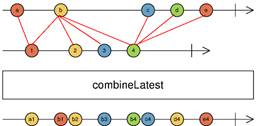 a b c d e
1 2 3 4
combineLatest
a1 b1 b2 b3 b4 c4 d4 e4